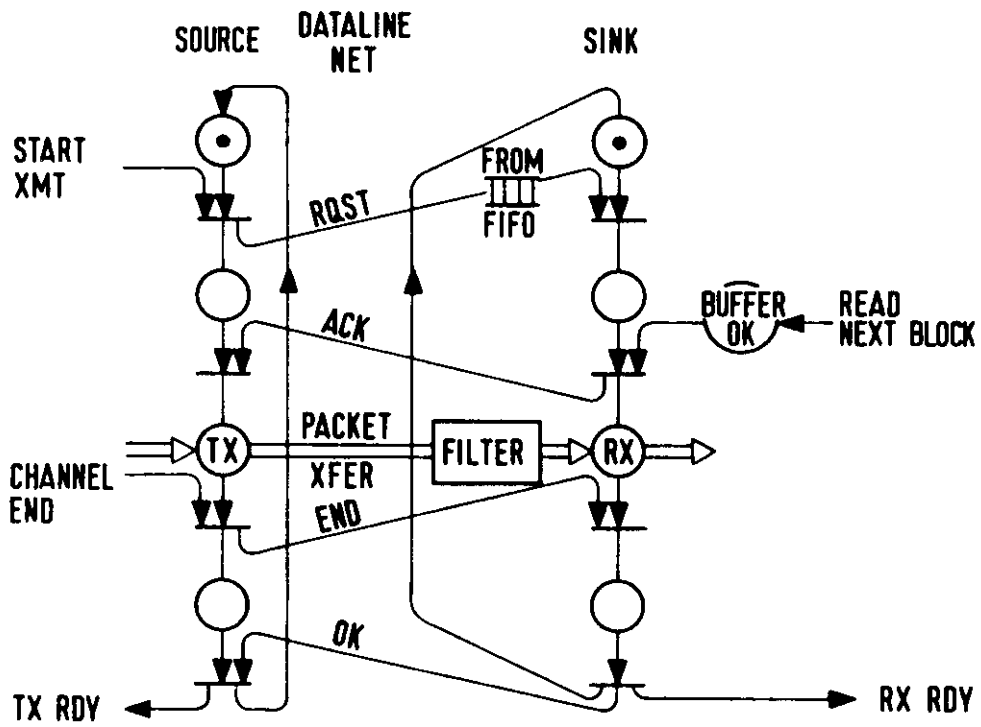 SOURCE
DATALINE
NET
SINK
START
XMT
RQST
FROM
FIFO
ACK
BUFFER
OK
READ
NEXT BLOCK
TX
PACKET
XFER
FILTER
RX
CHANNEL
END
END
OK
TX RDY
RX RDY